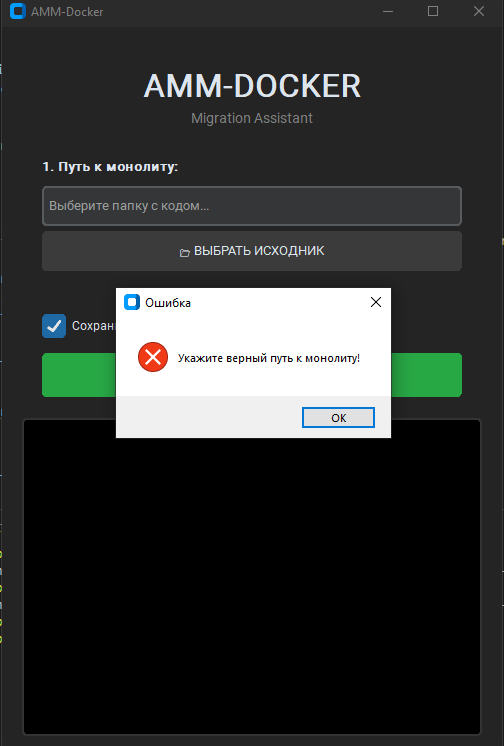 AMM-Docker
AMM-DOCKER
Migration Assistant
1. Путь к монолиту:
Выберите папку с кодом...
ВЫБРАТЬ ИСХОДНИК
Ошибка
Сохран
Укажите верный путь к монолиту!
OK